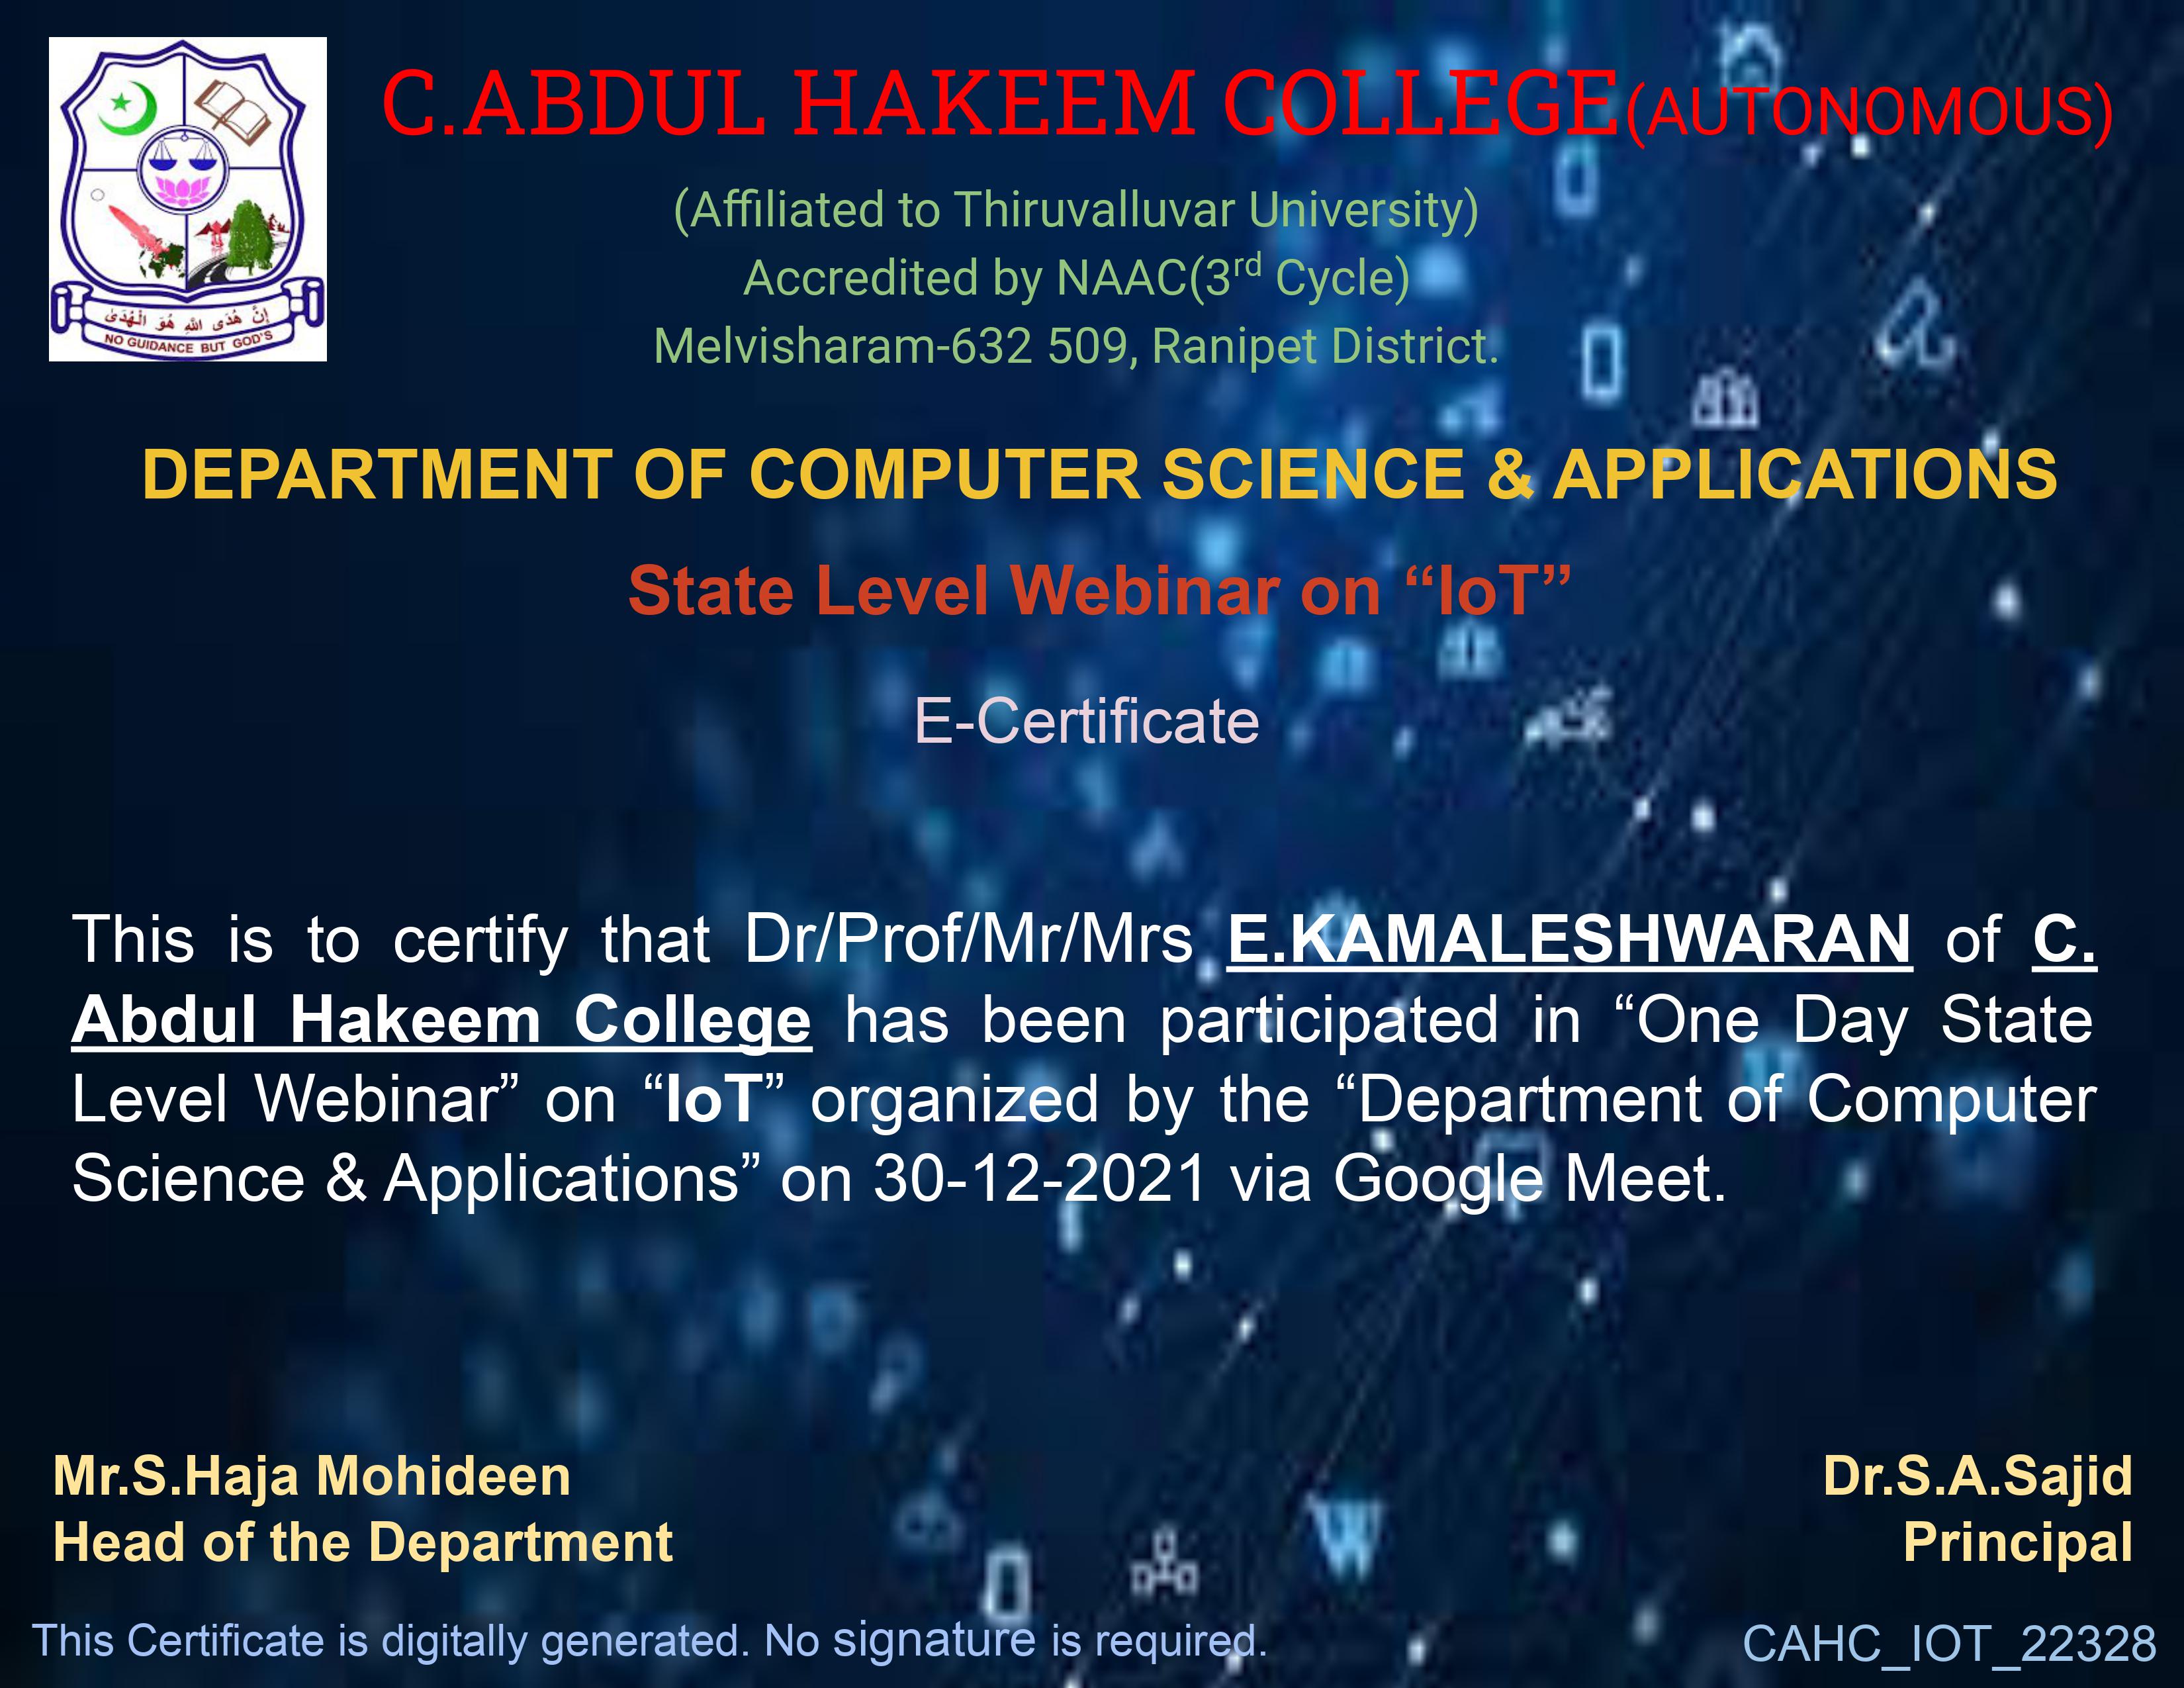 C.ABDUL HAKEEM COLLEGE(AUTONOMOUS)
(Affiliated to Thiruvalluvar University)
Accredited by NAAC(3rd Cycle)
Melvisharam-632 509, Ranipet District.
إِنَّ هُدَى اللهِ هُوَ الْهُدَىٰ
NO GUIDANCE BUT GOD'S
DEPARTMENT OF COMPUTER SCIENCE & APPLICATIONS
State Level Webinar on “IoT”
E-Certificate
This is to certify that Dr/Prof/Mr/Mrs E.KAMALESHWARAN of C.
Abdul Hakeem College has been participated in “One Day State
Level Webinar” on “IoT” organized by the “Department of Computer
Science & Applications” on 30-12-2021 via Google Meet.
Mr.S.Haja Mohideen
Head of the Department
Dr.S.A.Sajid
Principal
This Certificate is digitally generated. No signature is required.
CAHC_IOT_22328